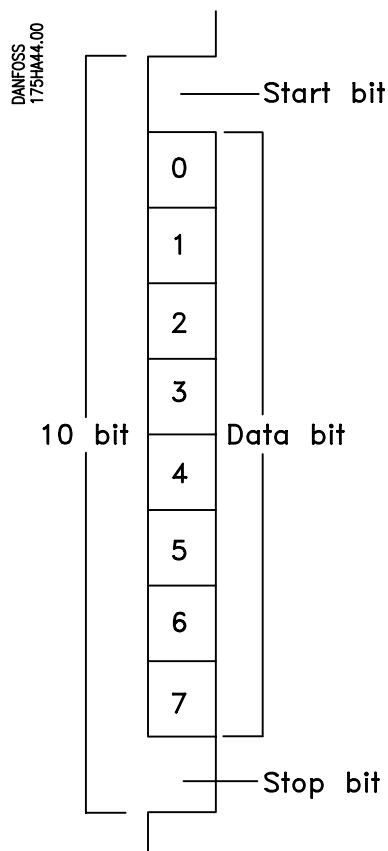 DANFOSS
175HA44.00
Start bit
0
1
2
3
10 bit
Data bit
4
5
6
7
Stop bit